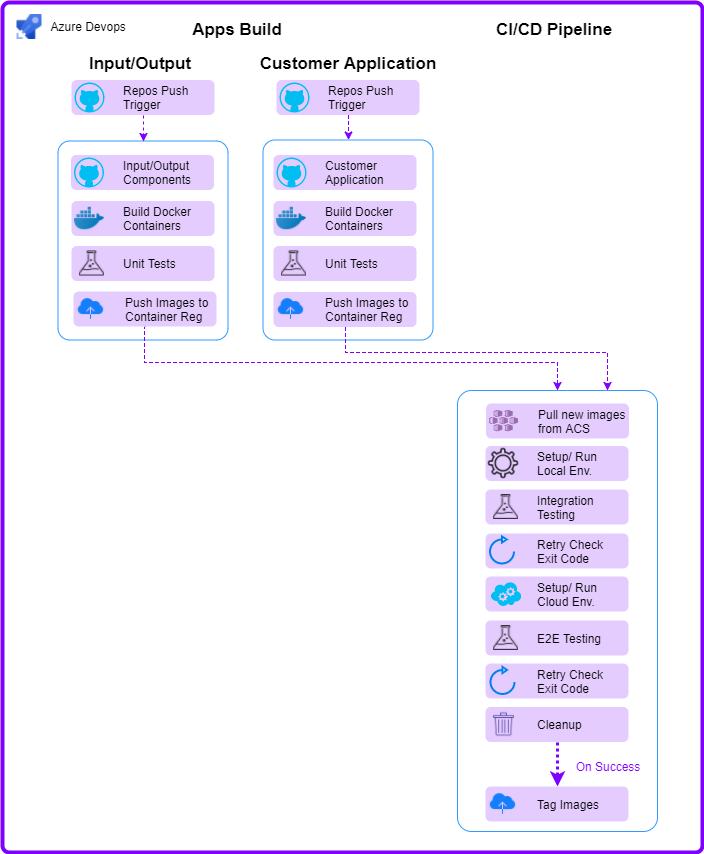 Azure Devops
Apps Build
CI/CD Pipeline
Input/Output
Repos Push
Trigger
Input/Output
Components
Build Docker
Containers
Unit Tests
Push Images to
Container Reg
Customer Application
Repos Push
Trigger
Customer
Application
Build Docker
Containers
Unit Tests
Push Images to
Container Reg
Pull new images
from ACS
Setup/ Run
Local Env.
Integration
Testing
Retry Check
Exit Code
Setup/ Run
Cloud Env.
E2E Testing
Retry Check
Exit Code
Cleanup
On Success
Tag Images